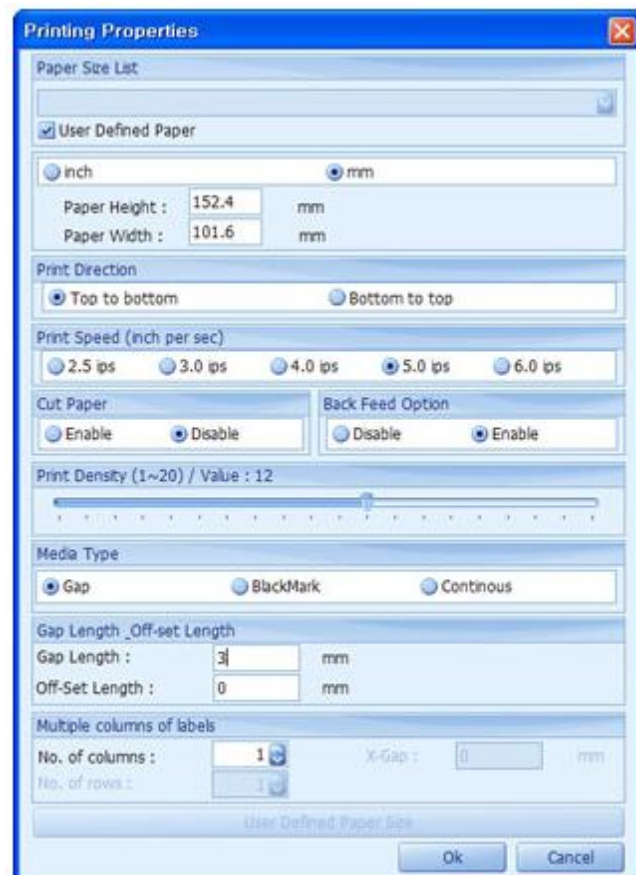 Printing Properties
Paper Size List
User Defined Paper
inch mm
Paper Height : 152.4 mm
Paper Width : 101.6 mm
Print Direction
Top to bottom Bottom to top
Print Speed (inch per sec)
2.5 ips 3.0 ips 4.0 ips 5.0 ips 6.0 ips
Cut Paper Back Feed Option
Enable Disable Disable Enable
Print Density (1~20) / Value : 12
Media Type
Gap BlackMark Continous
Gap Length _Off-set Length
Gap Length : 3 mm
Off-Set Length : 0 mm
Multiple columns of labels
No. of columns : 1 X-Gap : 0 mm
No. of rows : 1
User Defined Paper Size
Ok Cancel